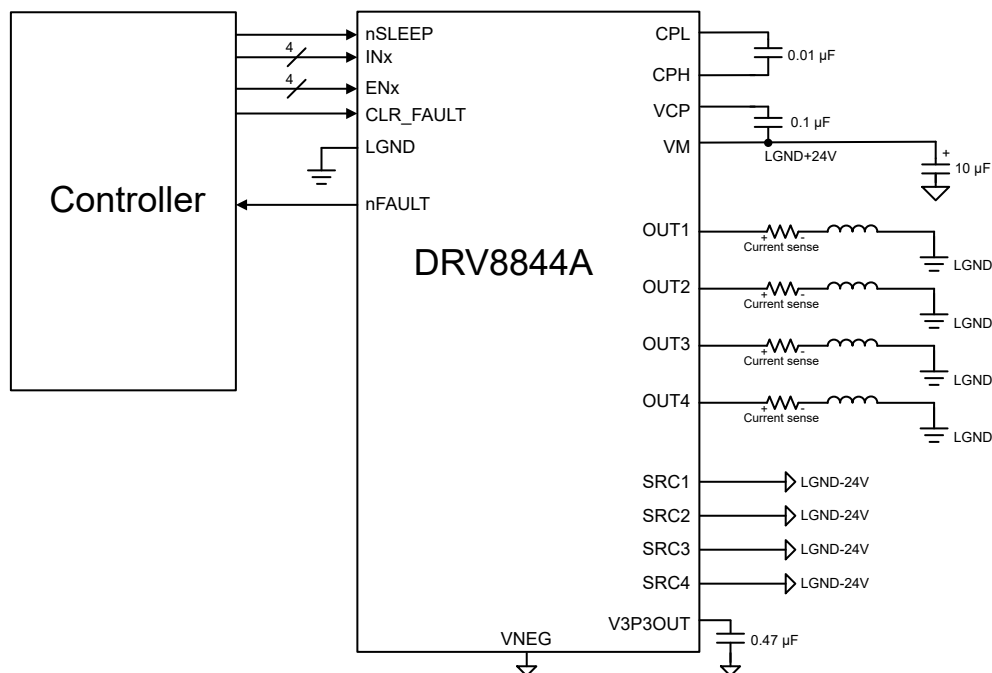 Controller
4
4
nSLEEP
INx
ENx
CLR_FAULT
LGND
nFAULT
DRV8844A
VNEG
CPL
CPH
0.01 µF
VCP
0.1 µF
VM
LGND+24V
+
10 µF
OUT1
+ -
Current sense
LGND
OUT2
+ -
Current sense
LGND
OUT3
+ -
Current sense
LGND
OUT4
+ -
Current sense
LGND
SRC1
LGND-24V
SRC2
LGND-24V
SRC3
LGND-24V
SRC4
LGND-24V
V3P3OUT
0.47 µF